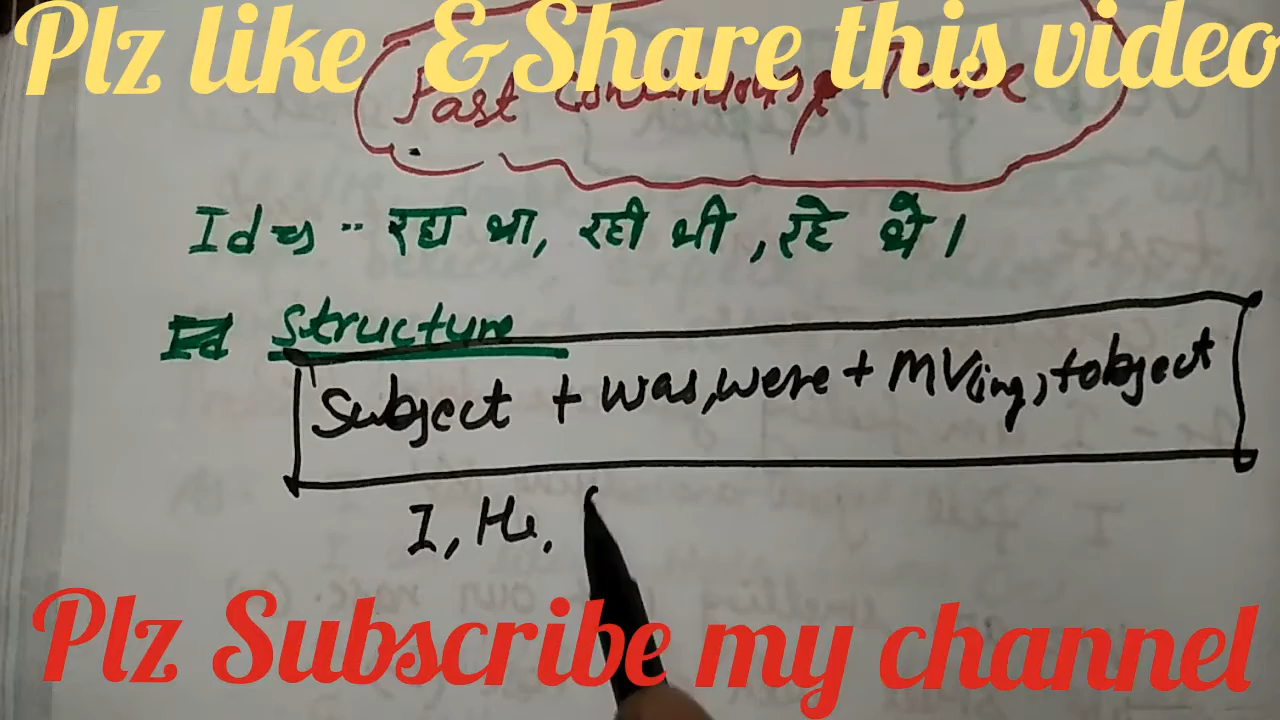 Plz like & Share this video
Past Continuous Tense
Id => .. रहा था, रही थी, रहे थे।
Structure
Subject + was, were + MV(ing) + object
I, He,
Plz Subscribe my channel